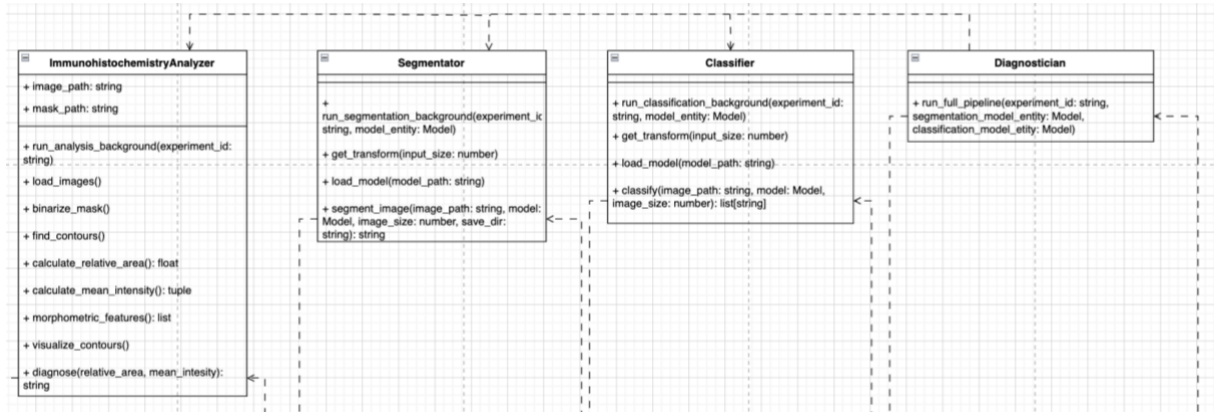 ImmunohistochemistryAnalyzer
+ image_path: string
+ mask_path: string
+ run_analysis_background(experiment_id:
string)
+ load_images()
+ binarize_mask()
+ find_contours()
+ calculate_relative_area(): float
+ calculate_mean_intensity(): tuple
+ morphometric_features(): list
+ visualize_contours()
+ diagnose(relative_area, mean_intesity):
string
Segmentator
+
run_segmentation_background(experiment_id
string, model_entity: Model)
+ get_transform(input_size: number)
+ load_model(model_path: string)
+ segment_image(image_path: string, model:
Model, image_size: number, save_dir:
string): string
Classifier
+ run_classification_background(experiment_id:
string, model_entity: Model)
+ get_transform(input_size: number)
+ load_model(model_path: string)
+ classify(image_path: string, model: Model,
image_size: number): list[string]
Diagnostician
+ run_full_pipeline(experiment_id: string,
segmentation_model_entity: Model,
classification_model_etity: Model)